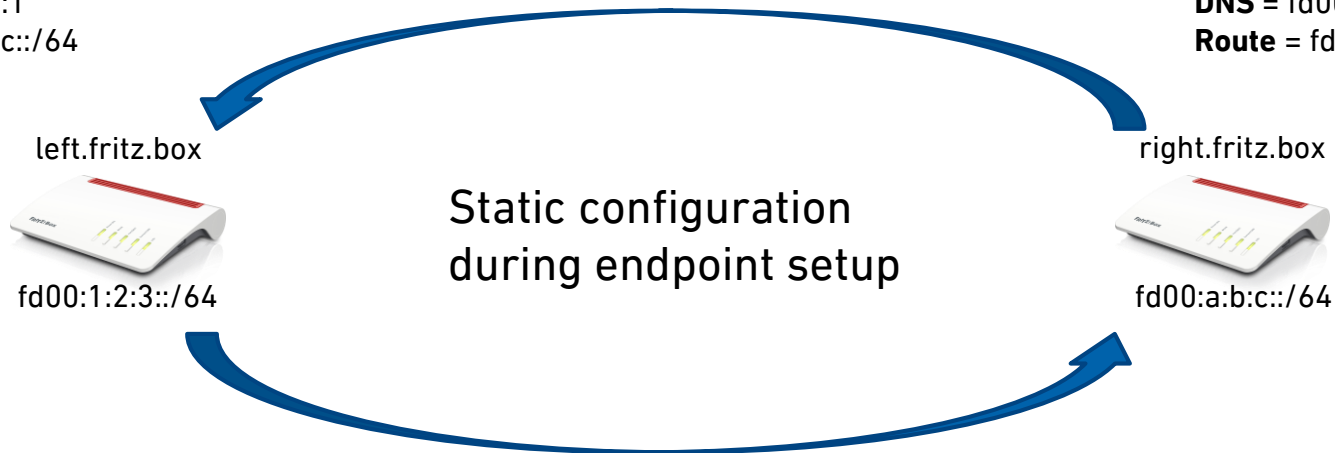 :1
c::/64
DNS = fd00
Route = fd
left.fritz.box
right.fritz.box
Static configuration
during endpoint setup
fd00:1:2:3::/64
fd00:a:b:c::/64